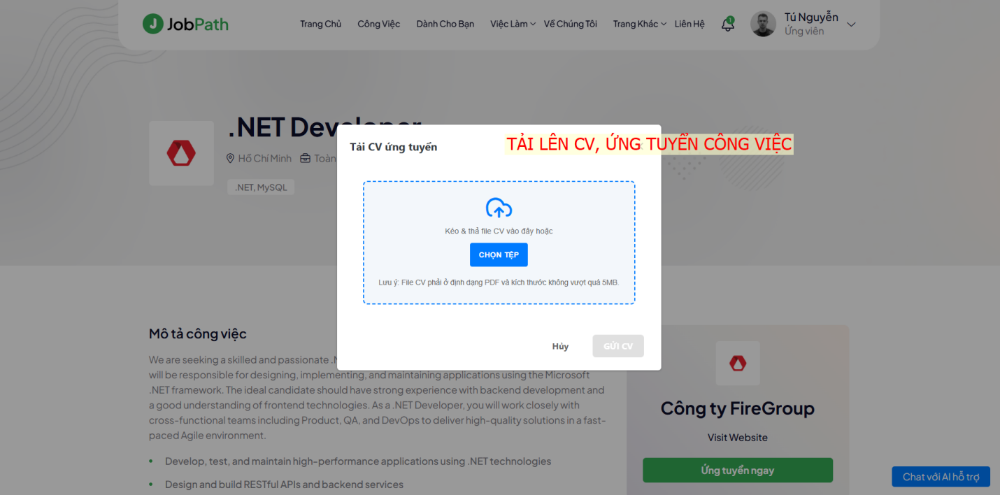 JobPath
Trang Chủ Công Việc Dành Cho Bạn Việc Làm Về Chúng Tôi Trang Khác Liên Hệ
1
Tú Nguyễn
Ứng viên
.NET Developer
Hồ Chí Minh Toàn
.NET, MySQL
Tải CV ứng tuyển
TẢI LÊN CV, ỨNG TUYỂN CÔNG VIỆC
Kéo & thả file CV vào đây hoặc
CHỌN TỆP
Lưu ý: File CV phải ở định dạng PDF và kích thước không vượt quá 5MB.
Hủy
GỬI CV
Mô tả công việc
We are seeking a skilled and passionate
will be responsible for designing, implementing, and maintaining applications using the Microsoft
.NET framework. The ideal candidate should have strong experience with backend development and
a good understanding of frontend technologies. As a .NET Developer, you will work closely with
cross-functional teams including Product, QA, and DevOps to deliver high-quality solutions in a fast-
paced Agile environment.
Develop, test, and maintain high-performance applications using .NET technologies
Design and build RESTful APIs and backend services
Công ty FireGroup
Visit Website
Ứng tuyển ngay
Chat với AI hỗ trợ